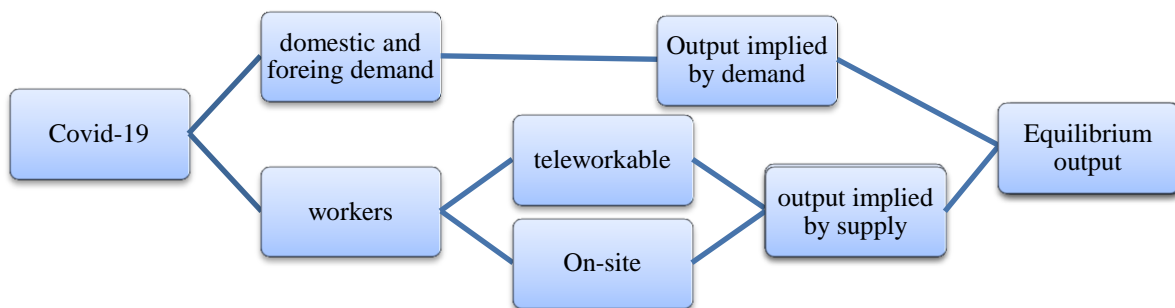 Covid-19
domestic and
foreing demand
Output implied
by demand
workers
teleworkable
On-site
output implied
by supply
Equilibrium
output